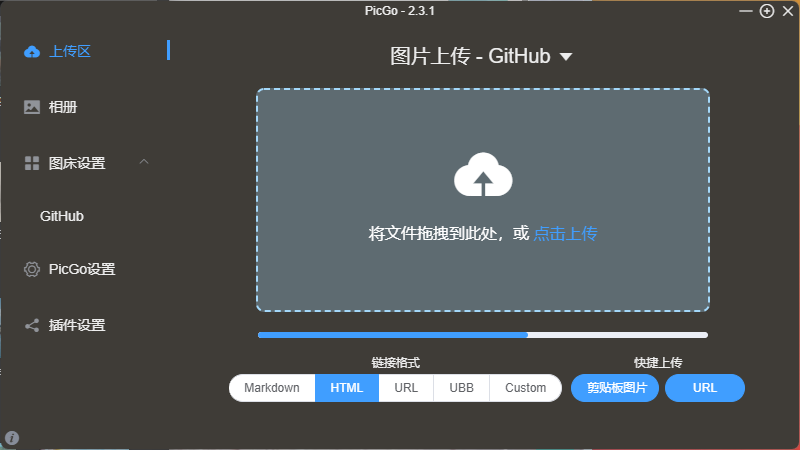 PicGo - 2.3.1
上传区
相册
图床设置
GitHub
PicGo设置
插件设置
图片上传 - GitHub
将文件拖拽到此处，或 点击上传
链接格式
Markdown HTML URL UBB Custom
快捷上传
剪贴板图片 URL